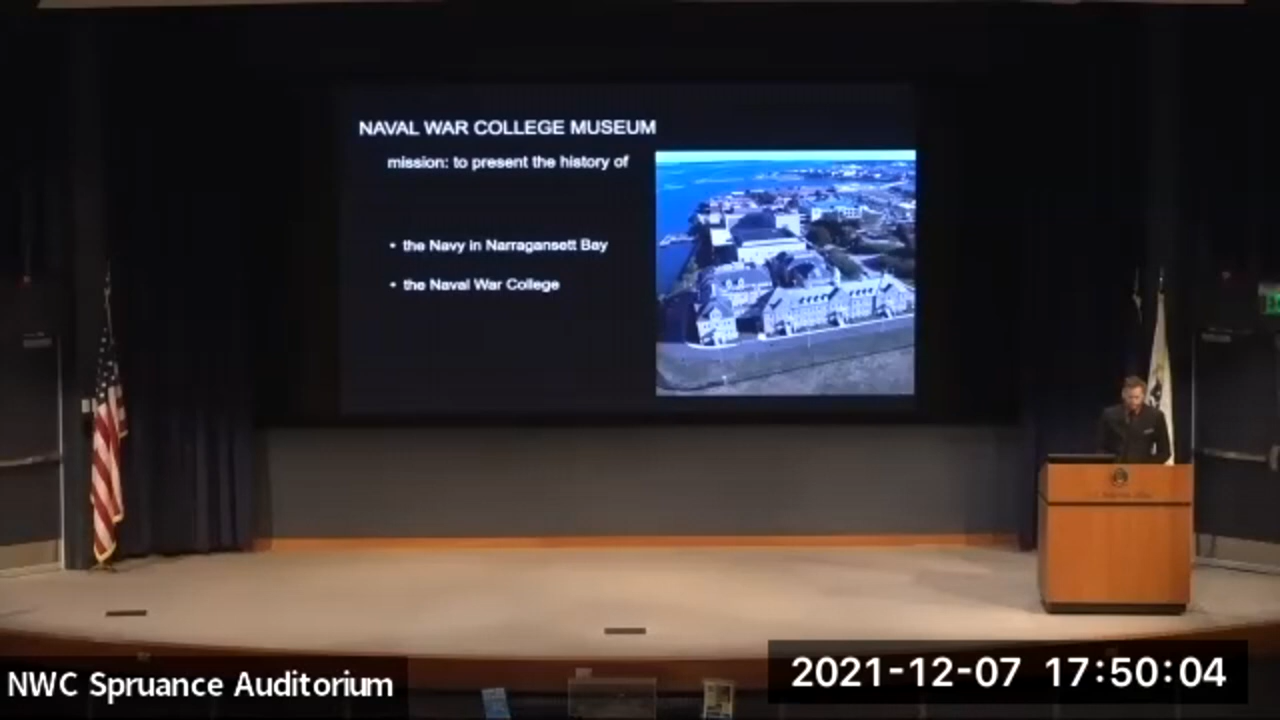 NAVAL WAR COLLEGE MUSEUM
mission: to present the history of
• the Navy in Narragansett Bay
• the Naval War College
NWC Spruance Auditorium
2021-12-07 17:50:04